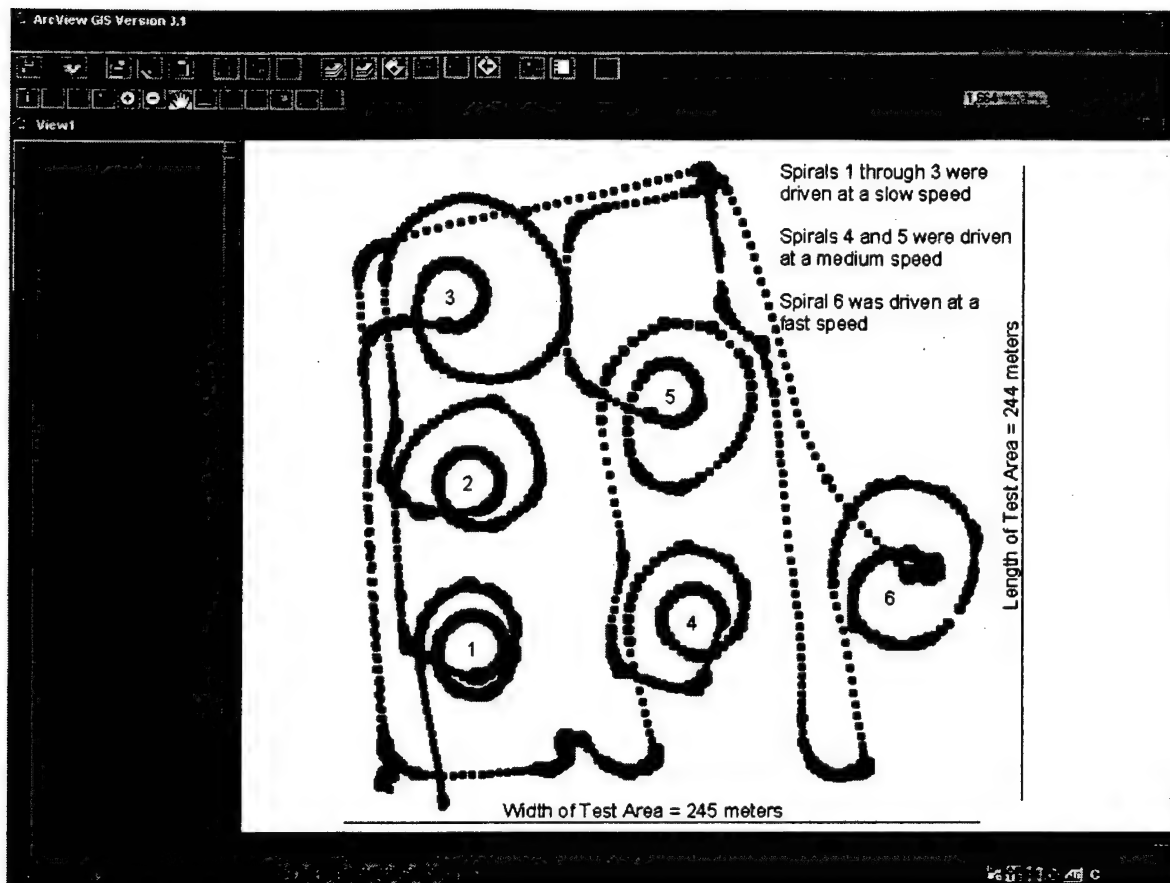 ArcView GIS Version 3.1
View1
Spirals 1 through 3 were
driven at a slow speed
Spirals 4 and 5 were driven
at a medium speed
Spiral 6 was driven at a
fast speed
3
5
2
6
4
1
Length of Test Area = 244 meters
Width of Test Area = 245 meters
C